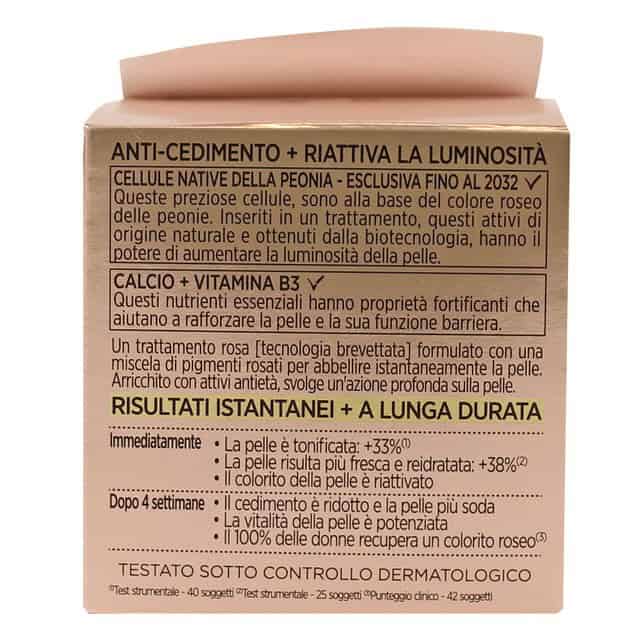 ANTI-CEDIMENTO + RIATTIVA LA LUMINOSITÀ
CELLULE NATIVE DELLA PEONIA - ESCLUSIVA FINO AL 2032 ✓
Queste preziose cellule, sono alla base del colore roseo
delle peonie. Inseriti in un trattamento, questi attivi di
origine naturale e ottenuti dalla biotecnologia, hanno il
potere di aumentare la luminosità della pelle.
CALCIO + VITAMINA B3 ✓
Questi nutrienti essenziali hanno proprietà fortificanti che
aiutano a rafforzare la pelle e la sua funzione barriera.
Un trattamento rosa [tecnologia brevettata] formulato con una
miscela di pigmenti rosati per abbellire istantaneamente la pelle.
Arricchito con attivi antietà, svolge un'azione profonda sulla pelle.
RISULTATI ISTANTANEI + A LUNGA DURATA
Immediatamente • La pelle è tonificata: +33%(1)
• La pelle risulta più fresca e reidratata: +38%(2)
• Il colorito della pelle è riattivato
Dopo 4 settimane • Il cedimento è ridotto e la pelle più soda
• La vitalità della pelle è potenziata
• Il 100% delle donne recupera un colorito roseo(3)
TESTATO SOTTO CONTROLLO DERMATOLOGICO
(1)Test strumentale - 40 soggetti (2)Test strumentale - 25 soggetti (3)Punteggio clinico - 42 soggetti)